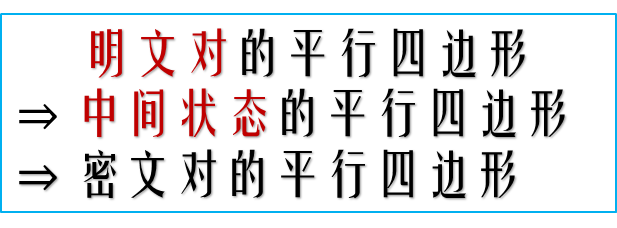 明文对的平行四边形
⇒ 中间状态的平行四边形
⇒ 密文对的平行四边形